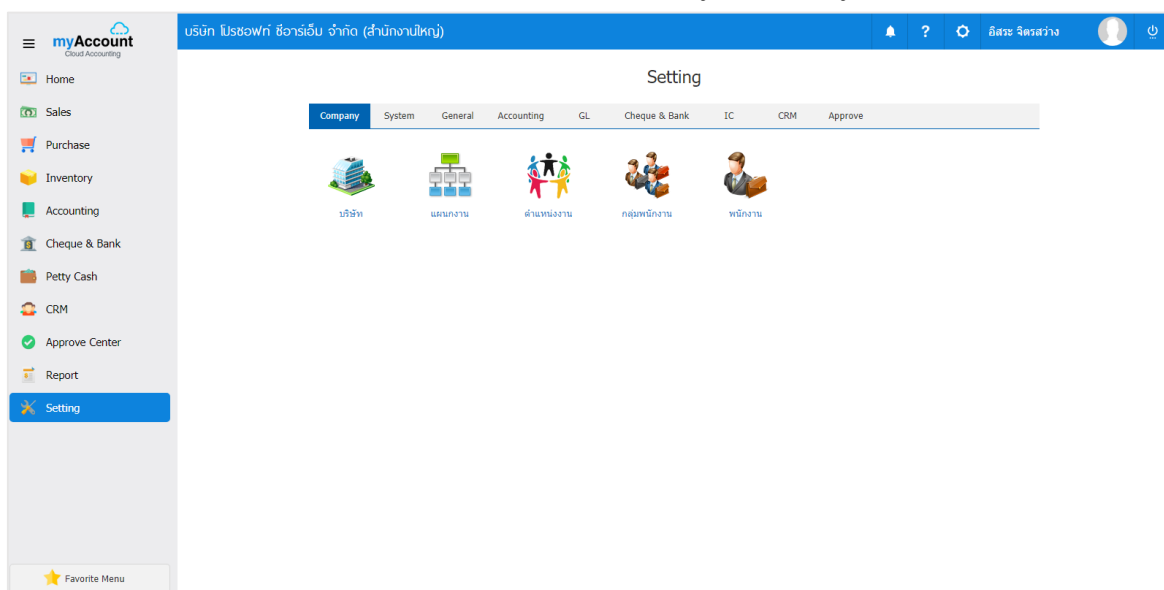 myAccount
Cloud Accounting
บริษัท โปรซอฟท์ ซีอาร์เอ็ม จำกัด (สำนักงานใหญ่)
?
อิสระ จิตรสว่าง
Home
Sales
Purchase
Inventory
Accounting
Cheque & Bank
Petty Cash
CRM
Approve Center
Report
Setting
Favorite Menu
Setting
Company System General Accounting GL Cheque & Bank IC CRM Approve
บริษัท แผนกงาน ตำแหน่งงาน กลุ่มพนักงาน พนักงาน